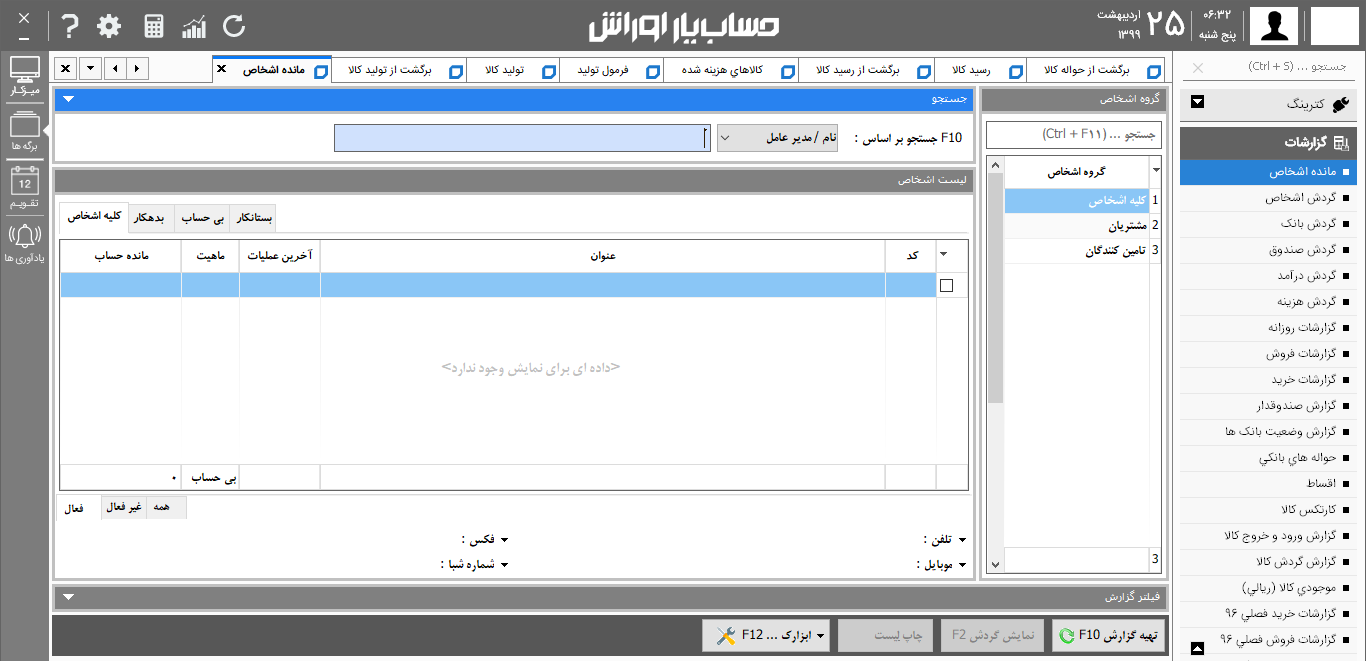 ۰۶:۳۲
پنج شنبه
۲۵
اردیبهشت
۱۳۹۹
حساب‌یار اوراش
جستجو ... (Ctrl + S)
کترینگ
گزارشات
مانده اشخاص
گردش اشخاص
گردش بانک
گردش صندوق
گردش درآمد
گردش هزینه
گزارشات روزانه
گزارشات فروش
گزارشات خرید
گزارش صندوقدار
گزارش وضعیت بانک ها
حواله هاي بانکي
اقساط
کارتکس کالا
گزارش ورود و خروج کالا
گزارش گردش کالا
موجودي کالا (ریالي)
گزارشات خرید فصلي ۹۶
گزارشات فروش فصلي ۹۶
برگشت از حواله کالا
رسید کالا
برگشت از رسید کالا
کالاهاي هزینه شده
فرمول تولید
تولید کالا
برگشت از تولید کالا
مانده اشخاص
گروه اشخاص
جستجو ... (Ctrl + F۱۱)
گروه اشخاص
1 کلیه اشخاص
2 مشتریان
3 تامین کنندگان
3
جستجو
F10 جستجو بر اساس :
نام / مدیر عامل
لیست اشخاص
بستانکار
بی حساب
بدهکار
کلیه اشخاص
کد
عنوان
آخرین عملیات
ماهیت
مانده حساب
<داده ای برای نمایش وجود ندارد>
بی حساب
۰
همه
غیر فعال
فعال
تلفن :
فکس :
موبایل :
شماره شبا :
فیلتر گزارش
تهیه گزارش F10
نمایش گردش F2
چاپ لیست
ابزارک ... F12
میزکار
برگه ها
12
تقویم
یادآوری ها